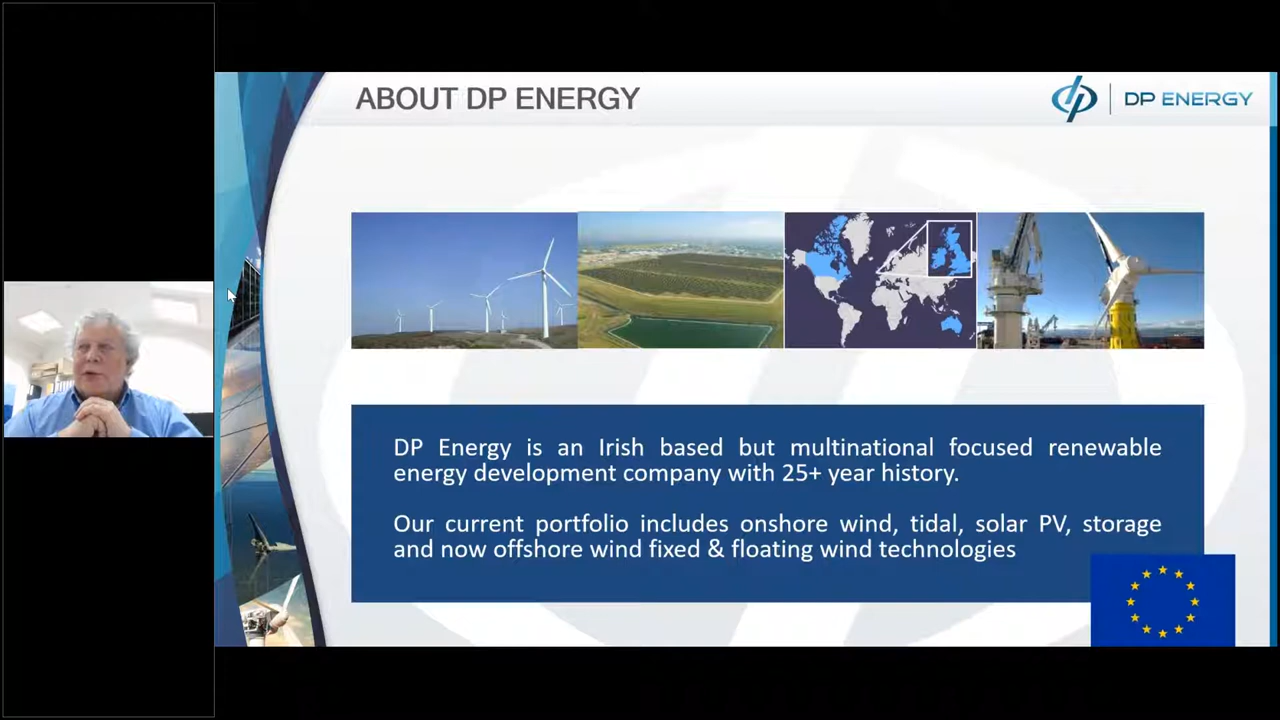 ABOUT DP ENERGY
DP ENERGY
DP Energy is an Irish based but multinational focused renewable
energy development company with 25+ year history.
Our current portfolio includes onshore wind, tidal, solar PV, storage
and now offshore wind fixed & floating wind technologies